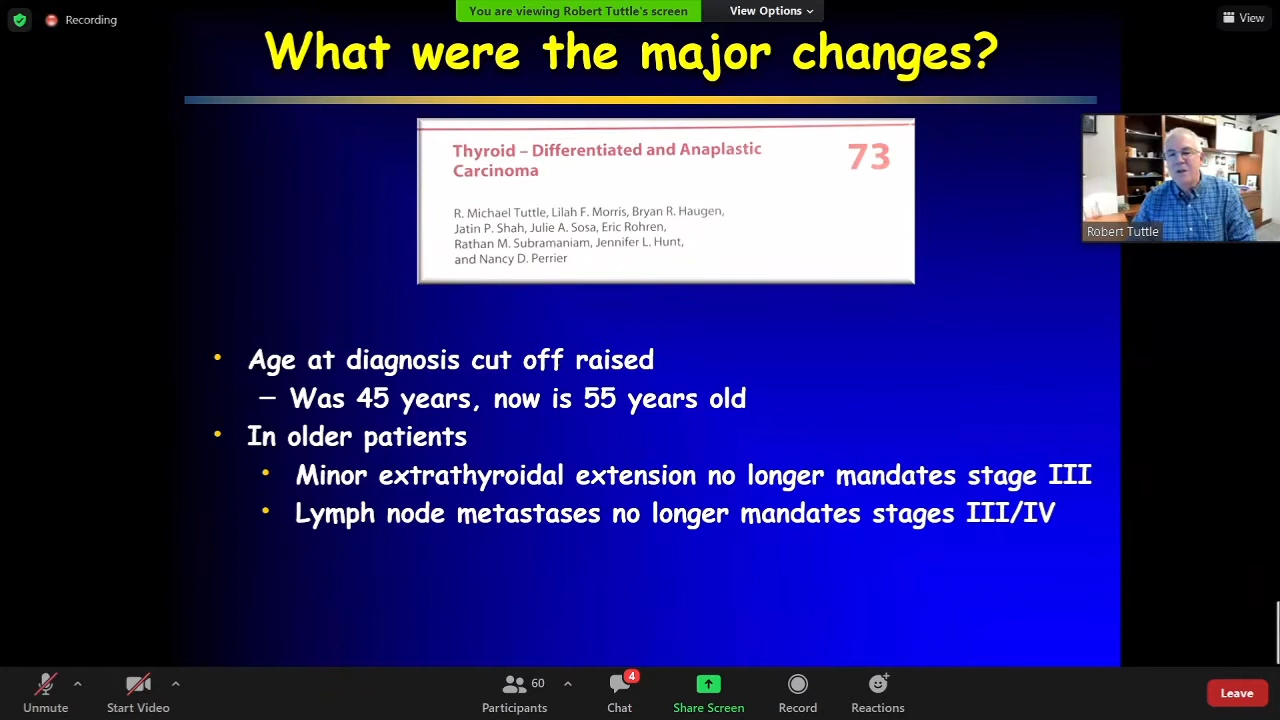 Recording
You are viewing Robert Tuttle's screen
View Options
View
What were the major changes?
Thyroid – Differentiated and Anaplastic
Carcinoma
73
R. Michael Tuttle, Lilah F. Morris, Bryan R. Haugen,
Jatin P. Shah, Julie A. Sosa, Eric Rohren,
Rathan M. Subramaniam, Jennifer L. Hunt,
and Nancy D. Perrier
Robert Tuttle
• Age at diagnosis cut off raised
– Was 45 years, now is 55 years old
• In older patients
• Minor extrathyroidal extension no longer mandates stage III
• Lymph node metastases no longer mandates stages III/IV
Unmute
Start Video
60
Participants
4
Chat
Share Screen
Record
Reactions
Leave